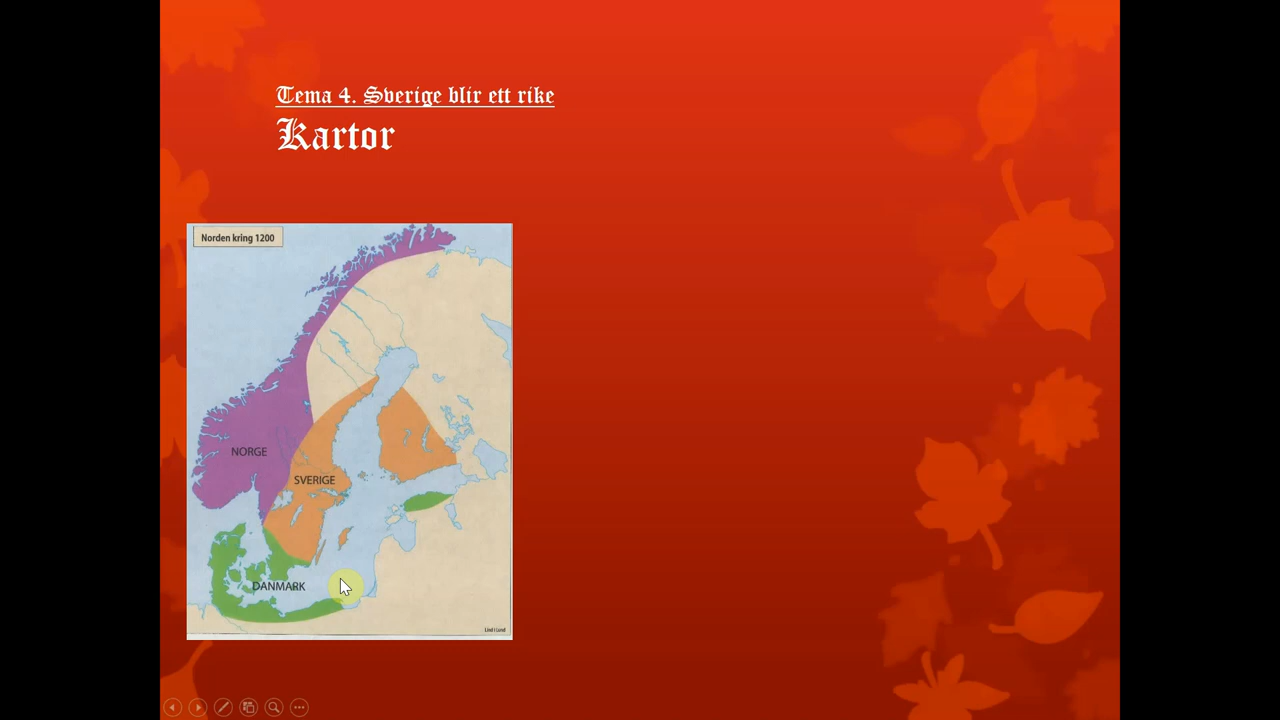 Tema 4. Sverige blir ett rike
Kartor
Norden kring 1200
NORGE
SVERIGE
DANMARK